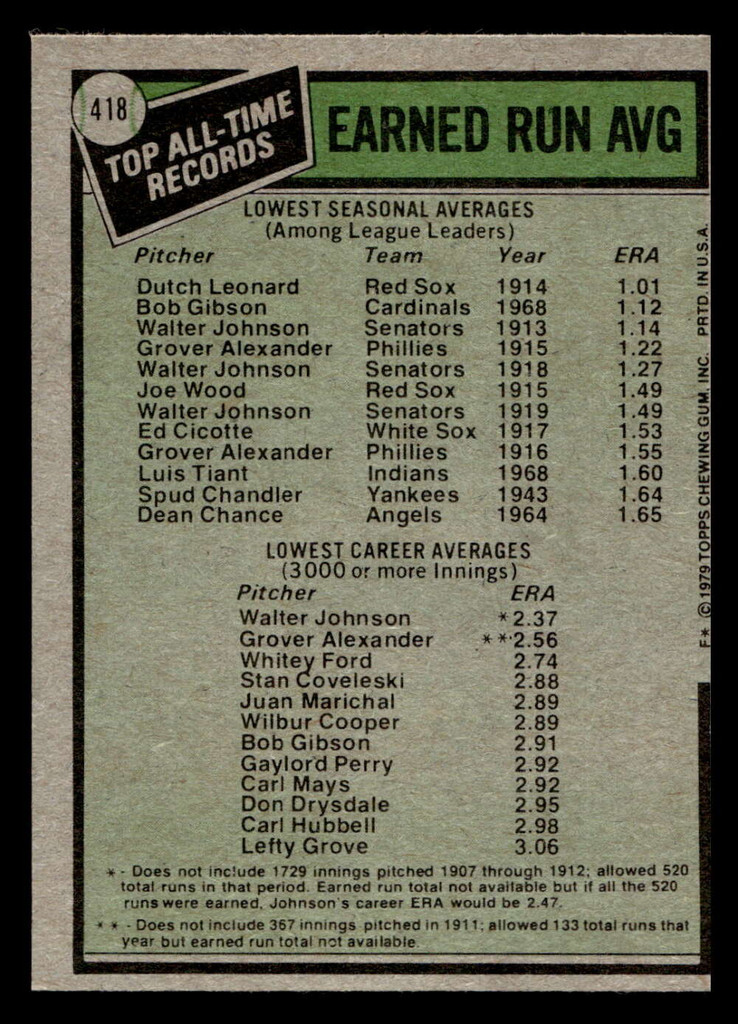 418
TOP ALL-TIME
RECORDS
EARNED RUN AVG
LOWEST SEASONAL AVERAGES
(Among League Leaders)
Pitcher Team Year ERA
Dutch Leonard Red Sox 1914 1.01
Bob Gibson Cardinals 1968 1.12
Walter Johnson Senators 1913 1.14
Grover Alexander Phillies 1915 1.22
Walter Johnson Senators 1918 1.27
Joe Wood Red Sox 1915 1.49
Walter Johnson Senators 1919 1.49
Ed Cicotte White Sox 1917 1.53
Grover Alexander Phillies 1916 1.55
Luis Tiant Indians 1968 1.60
Spud Chandler Yankees 1943 1.64
Dean Chance Angels 1964 1.65
LOWEST CAREER AVERAGES
(3000 or more Innings)
Pitcher ERA
Walter Johnson *2.37
Grover Alexander **2.56
Whitey Ford 2.74
Stan Coveleski 2.88
Juan Marichal 2.89
Wilbur Cooper 2.89
Bob Gibson 2.91
Gaylord Perry 2.92
Carl Mays 2.92
Don Drysdale 2.95
Carl Hubbell 2.98
Lefty Grove 3.06
* - Does not include 1729 innings pitched 1907 through 1912; allowed 520
total runs in that period. Earned run total not available but if all the 520
runs were earned, Johnson's career ERA would be 2.47.
* * - Does not include 367 innings pitched in 1911; allowed 133 total runs that
year but earned run total not available.
F* © 1979 TOPPS CHEWING GUM, INC. PRTD. IN U.S.A.